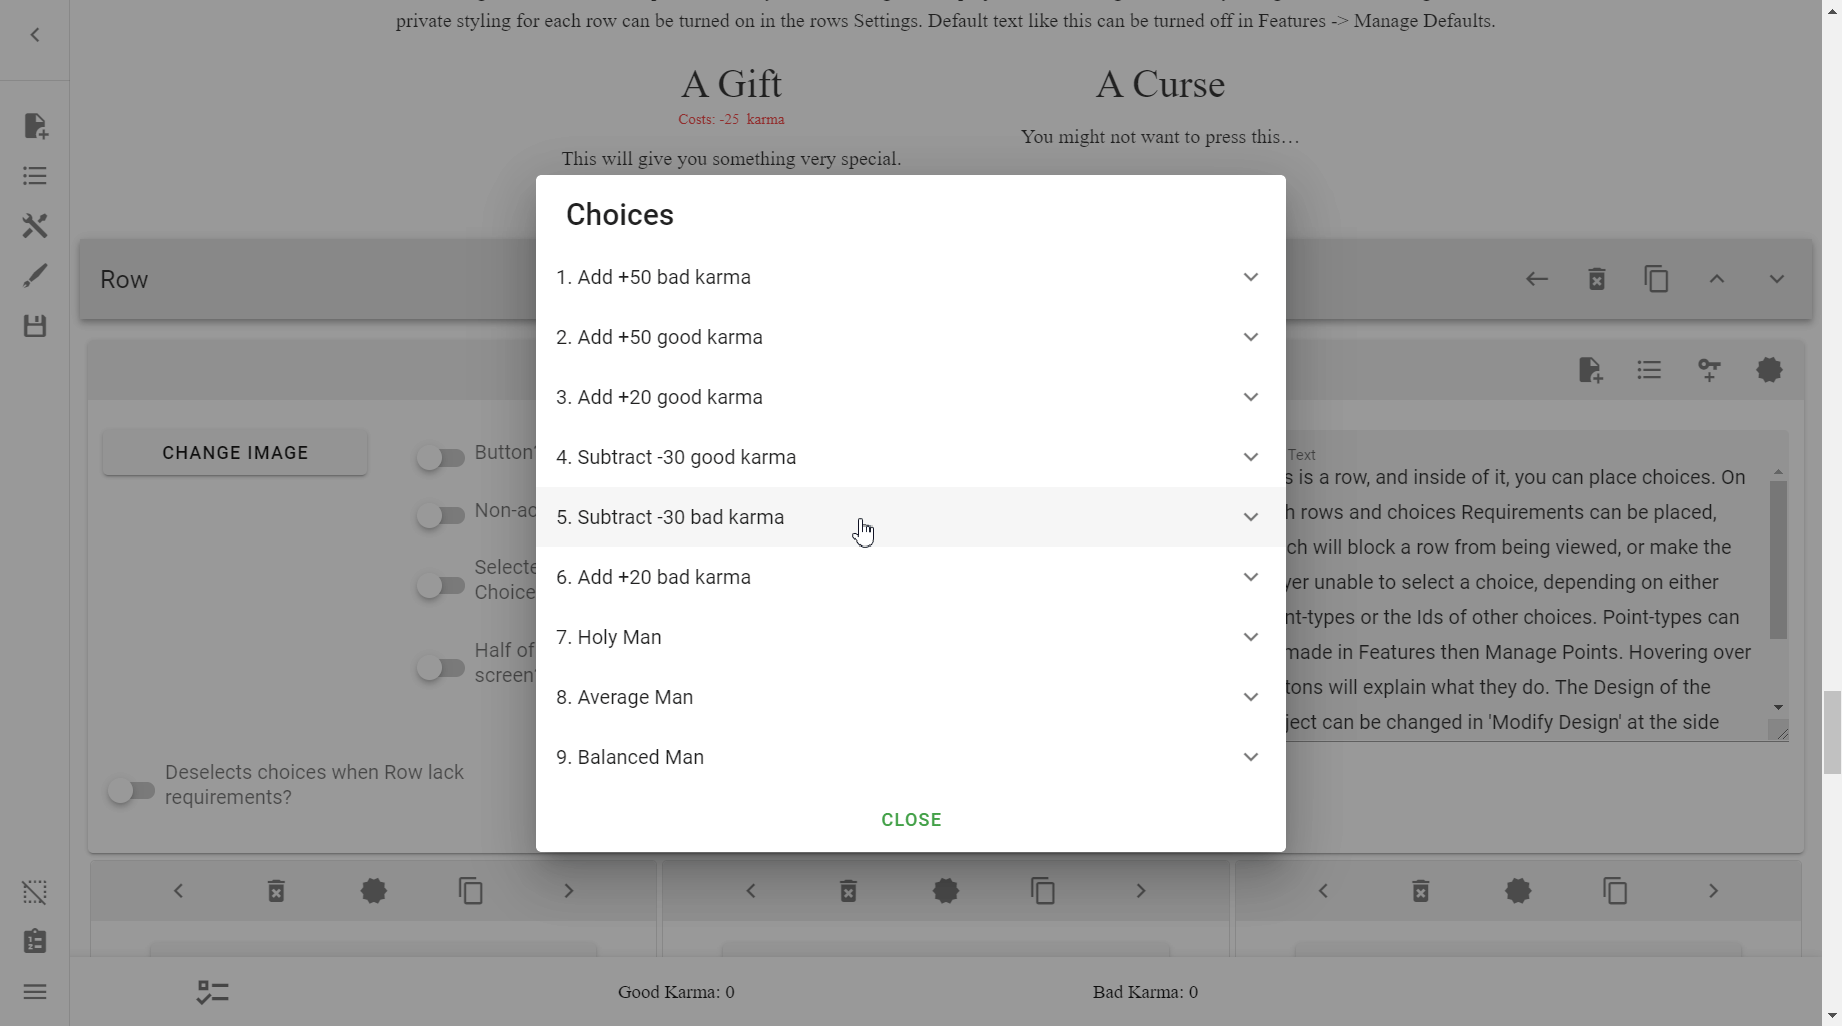 private styling for each row can be turned on in the rows Settings. Default text like this can be turned off in Features -> Manage Defaults.
A Gift
Costs: -25 karma
This will give you something very special.
A Curse
You might not want to press this…
Row
Choices
1. Add +50 bad karma
2. Add +50 good karma
3. Add +20 good karma
4. Subtract -30 good karma
5. Subtract -30 bad karma
6. Add +20 bad karma
7. Holy Man
8. Average Man
9. Balanced Man
CLOSE
CHANGE IMAGE
Button?
Non-ac
Selecte
Choice
Half of
screen?
Deselects choices when Row lack
requirements?
Text
s is a row, and inside of it, you can place choices. On
h rows and choices Requirements can be placed,
ch will block a row from being viewed, or make the
yer unable to select a choice, depending on either
nt-types or the Ids of other choices. Point-types can
made in Features then Manage Points. Hovering over
tons will explain what they do. The Design of the
ject can be changed in 'Modify Design' at the side
Good Karma: 0
Bad Karma: 0